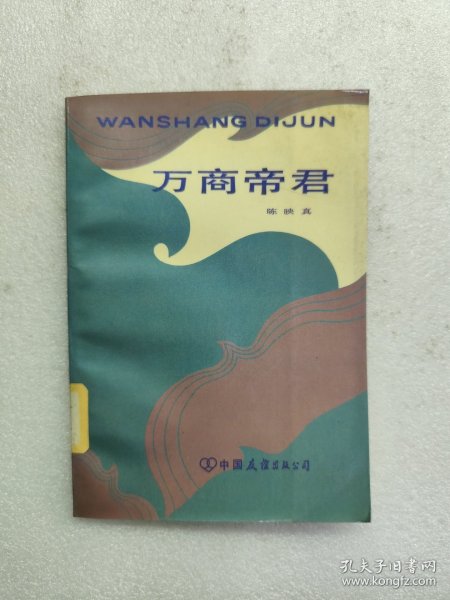 WANSHANG DIJUN
万商帝君
陈映真
中国友谊出版公司
孔夫子旧书网
www.kongfz.com